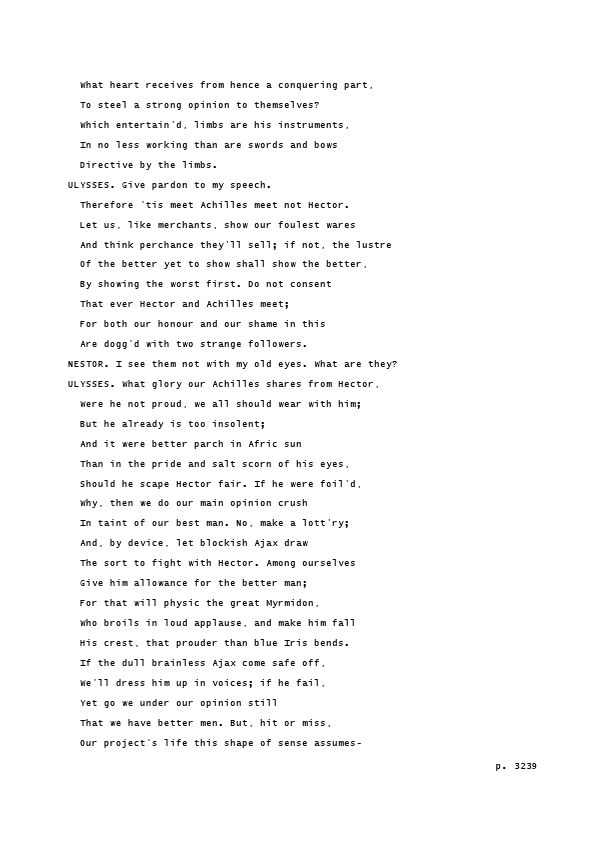 What heart receives from hence a conquering part,
To steel a strong opinion to themselves?
Which entertain'd, limbs are his instruments,
In no less working than are swords and bows
Directive by the limbs.
ULYSSES. Give pardon to my speech.
Therefore 'tis meet Achilles meet not Hector.
Let us, like merchants, show our foulest wares
And think perchance they'll sell; if not, the lustre
Of the better yet to show shall show the better,
By showing the worst first. Do not consent
That ever Hector and Achilles meet;
For both our honour and our shame in this
Are dogg'd with two strange followers.
NESTOR. I see them not with my old eyes. What are they?
ULYSSES. What glory our Achilles shares from Hector,
Were he not proud, we all should wear with him;
But he already is too insolent;
And it were better parch in Afric sun
Than in the pride and salt scorn of his eyes,
Should he scape Hector fair. If he were foil'd,
Why, then we do our main opinion crush
In taint of our best man. No, make a lott'ry;
And, by device, let blockish Ajax draw
The sort to fight with Hector. Among ourselves
Give him allowance for the better man;
For that will physic the great Myrmidon,
Who broils in loud applause, and make him fall
His crest, that prouder than blue Iris bends.
If the dull brainless Ajax come safe off,
We'll dress him up in voices; if he fail,
Yet go we under our opinion still
That we have better men. But, hit or miss,
Our project's life this shape of sense assumes-
p. 3239